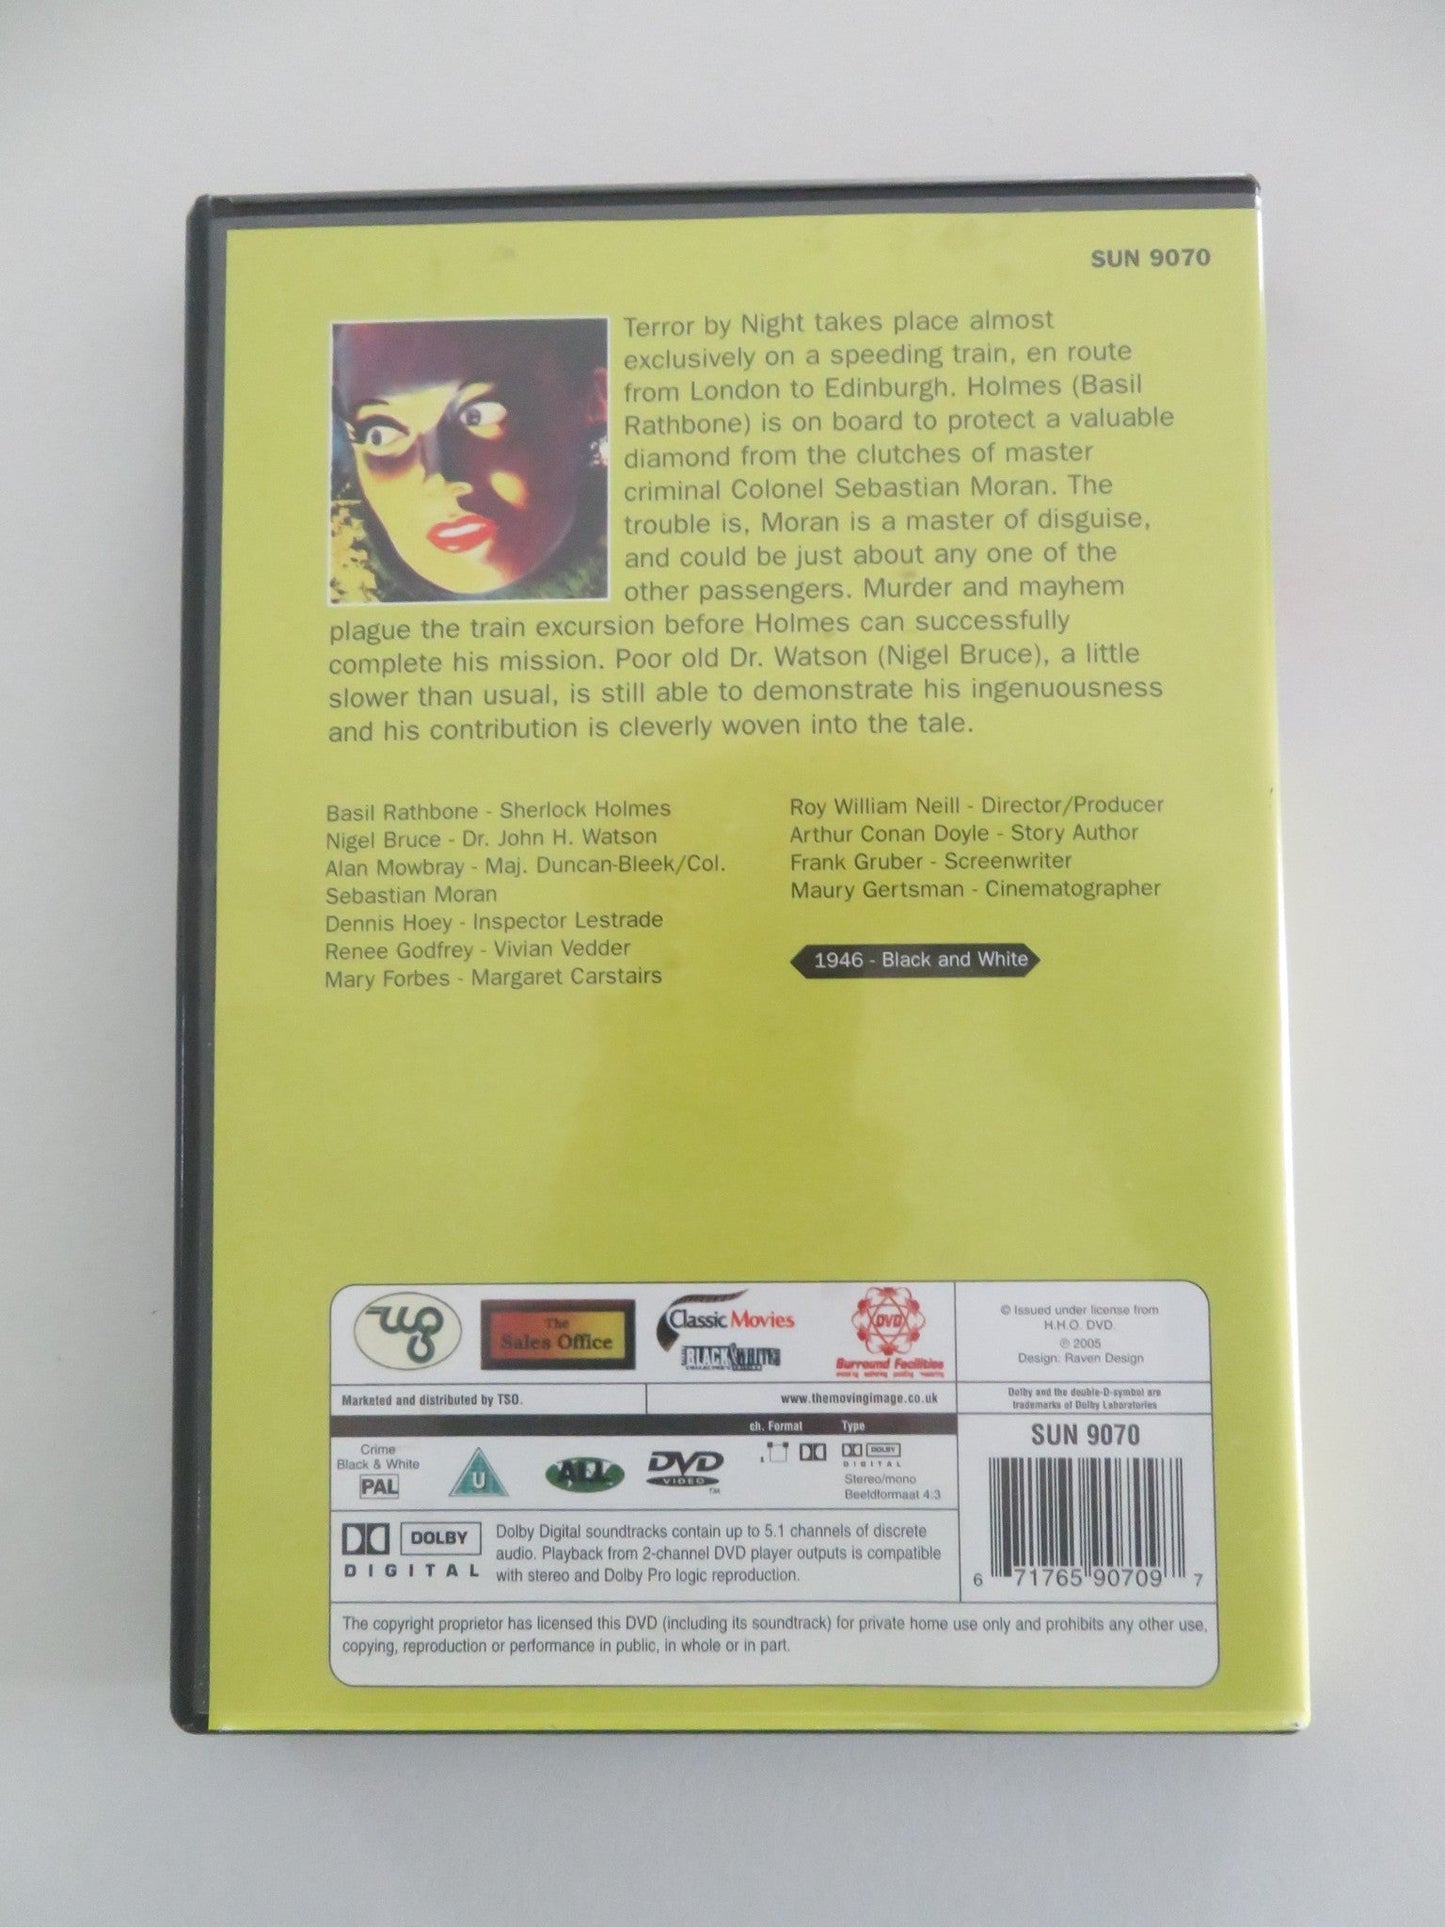 SUN 9070
Terror by Night takes place almost
exclusively on a speeding train, en route
from London to Edinburgh. Holmes (Basil
Rathbone) is on board to protect a valuable
diamond from the clutches of master
criminal Colonel Sebastian Moran. The
trouble is, Moran is a master of disguise,
and could be just about any one of the
other passengers. Murder and mayhem
plague the train excursion before Holmes can successfully
complete his mission. Poor old Dr. Watson (Nigel Bruce), a little
slower than usual, is still able to demonstrate his ingenuousness
and his contribution is cleverly woven into the tale.
Basil Rathbone - Sherlock Holmes
Nigel Bruce - Dr. John H. Watson
Alan Mowbray - Maj. Duncan-Bleek/Col.
Sebastian Moran
Dennis Hoey - Inspector Lestrade
Renee Godfrey - Vivian Vedder
Mary Forbes - Margaret Carstairs
Roy William Neill - Director/Producer
Arthur Conan Doyle - Story Author
Frank Gruber - Screenwriter
Maury Gertsman - Cinematographer
1946 - Black and White
The
Sales Office
Classic Movies
BLACK & WHITE
DVD
Surround Facilities
© Issued under license from
H.H.O. DVD.
℗ 2005
Design: Raven Design
Marketed and distributed by TSO.
www.themovingimage.co.uk
Dolby and the double-D-symbol are
trademarks of Dolby Laboratories
ch. Format Type
Crime
Black & White
PAL
U
ALL
DVD
VIDEO
TM
DOLBY
DIGITAL
Stereo/mono
Beeldformaat 4:3
SUN 9070
6 71765 90709 7
DOLBY
DIGITAL
Dolby Digital soundtracks contain up to 5.1 channels of discrete
audio. Playback from 2-channel DVD player outputs is compatible
with stereo and Dolby Pro logic reproduction.
The copyright proprietor has licensed this DVD (including its soundtrack) for private home use only and prohibits any other use,
copying, reproduction or performance in public, in whole or in part.